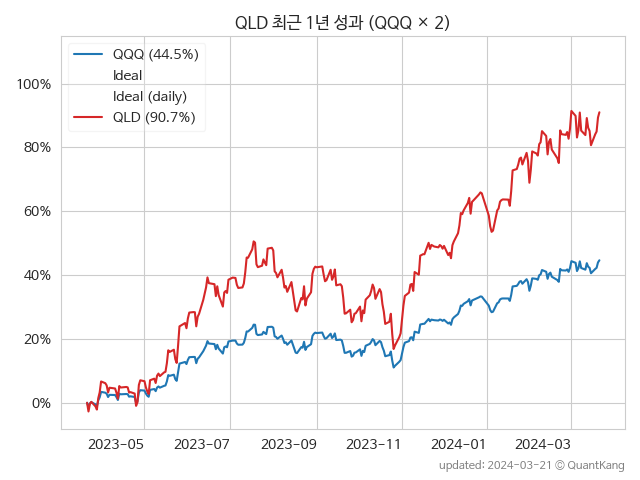 QLD 최근 1년 성과 (QQQ × 2)
QQQ (44.5%)
Ideal
Ideal (daily)
QLD (90.7%)
100%
80%
60%
40%
20%
0%
2023−05 2023−07 2023−09 2023−11 2024−01 2024−03
updated: 2024-03-21 © QuantKang